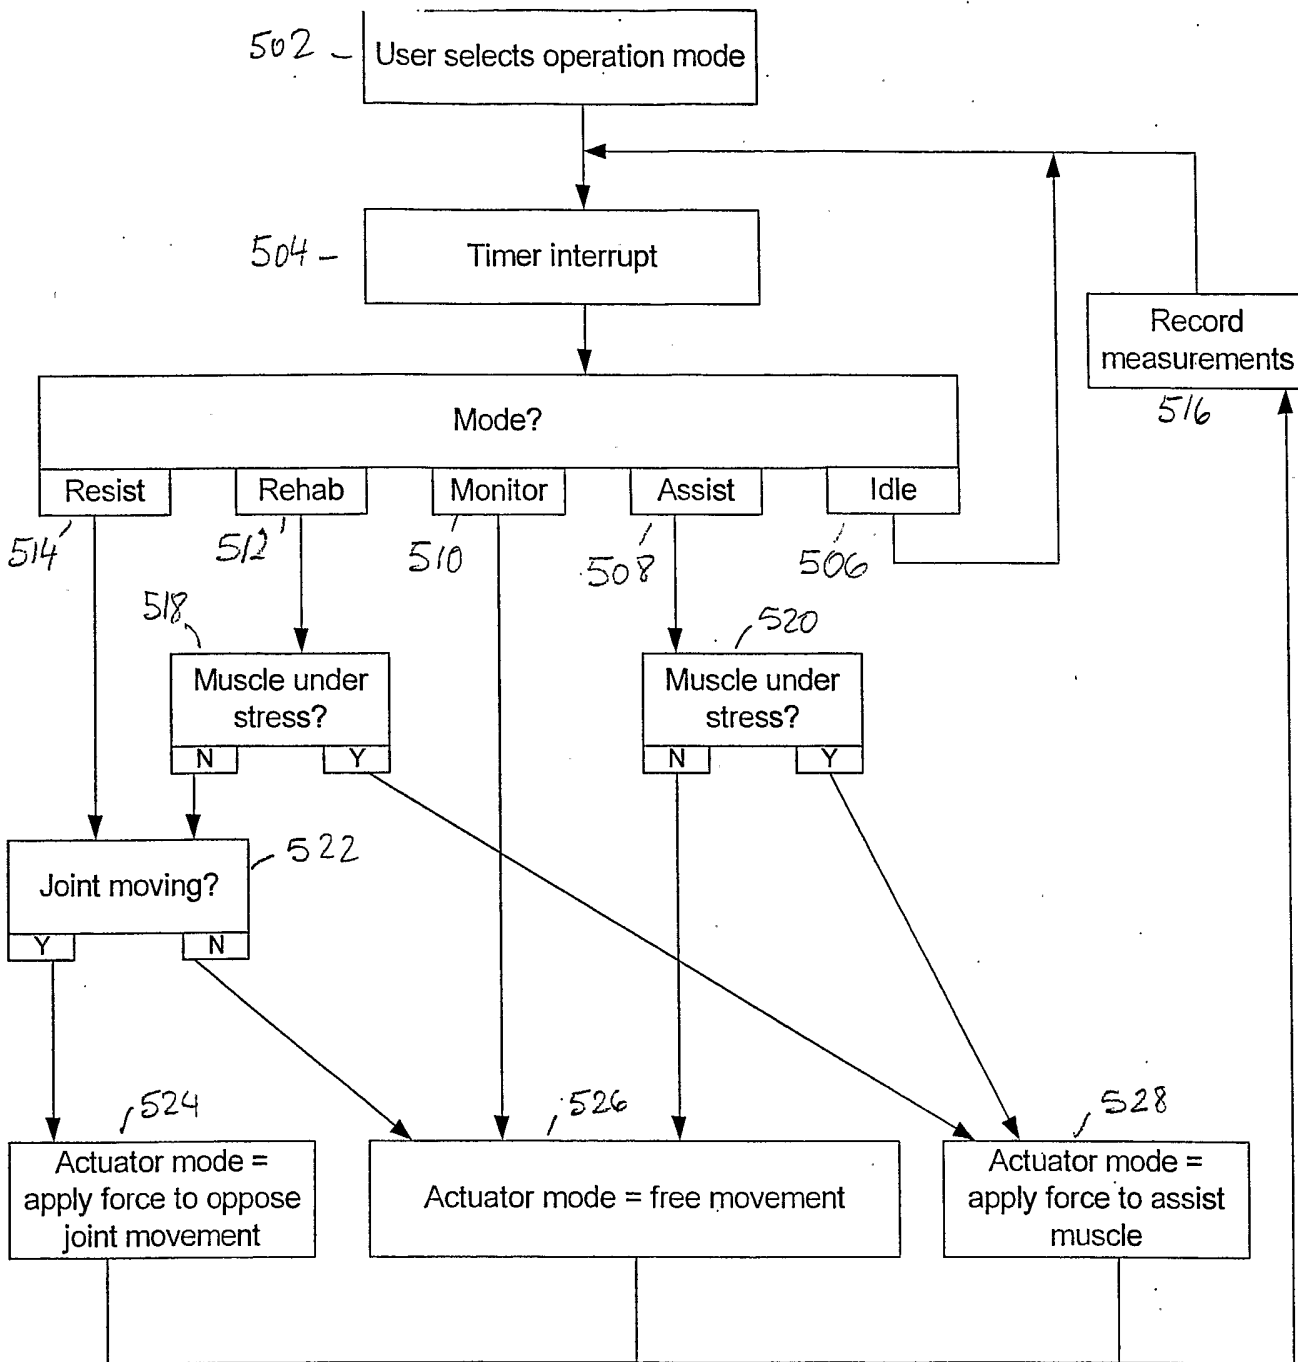 502 –
User selects operation mode
504 –
Timer interrupt
Record
measurements
516
Mode?
Resist
Rehab
Monitor
Assist
Idle
514
512
510
508
506
518
520
Muscle under
stress?
N
Y
Muscle under
stress?
N
Y
522
Joint moving?
Y
N
524
526
528
Actuator mode =
apply force to oppose
joint movement
Actuator mode = free movement
Actuator mode =
apply force to assist
muscle